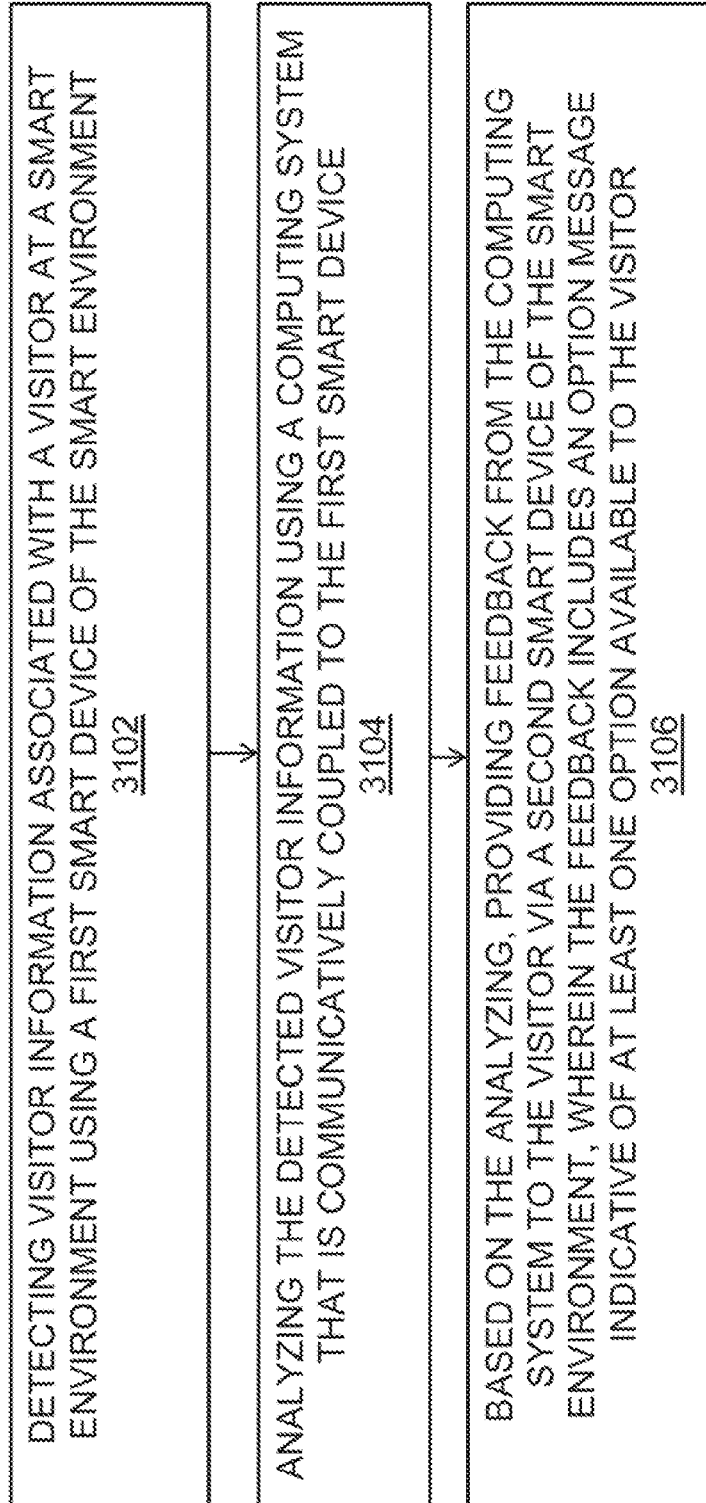 DETECTING VISITOR INFORMATION ASSOCIATED WITH A VISITOR AT A SMART
ENVIRONMENT USING A FIRST SMART DEVICE OF THE SMART ENVIRONMENT
3102
ANALYZING THE DETECTED VISITOR INFORMATION USING A COMPUTING SYSTEM
THAT IS COMMUNICATIVELY COUPLED TO THE FIRST SMART DEVICE
3104
BASED ON THE ANALYZING, PROVIDING FEEDBACK FROM THE COMPUTING
SYSTEM TO THE VISITOR VIA A SECOND SMART DEVICE OF THE SMART
ENVIRONMENT, WHEREIN THE FEEDBACK INCLUDES AN OPTION MESSAGE
INDICATIVE OF AT LEAST ONE OPTION AVAILABLE TO THE VISITOR
3106